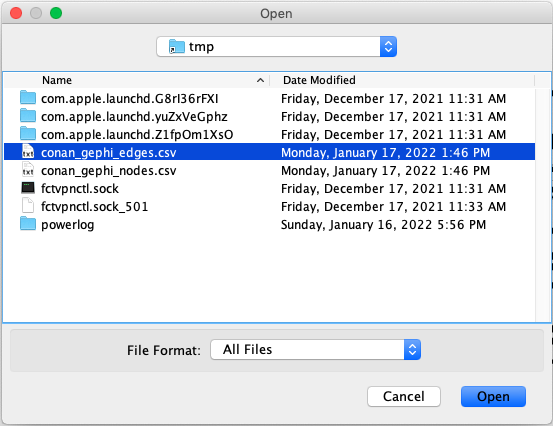 Open
tmp
Name Date Modified
com.apple.launchd.G8rI36rFXI Friday, December 17, 2021 11:31 AM
com.apple.launchd.yuZxVeGphz Friday, December 17, 2021 11:31 AM
com.apple.launchd.Z1fpOm1XsO Friday, December 17, 2021 11:31 AM
txt conan_gephi_edges.csv Monday, January 17, 2022 1:46 PM
txt conan_gephi_nodes.csv Monday, January 17, 2022 1:46 PM
fctvpnctl.sock Friday, December 17, 2021 11:31 AM
fctvpnctl.sock_501 Friday, December 17, 2021 11:33 AM
powerlog Sunday, January 16, 2022 5:56 PM
File Format: All Files
Cancel Open